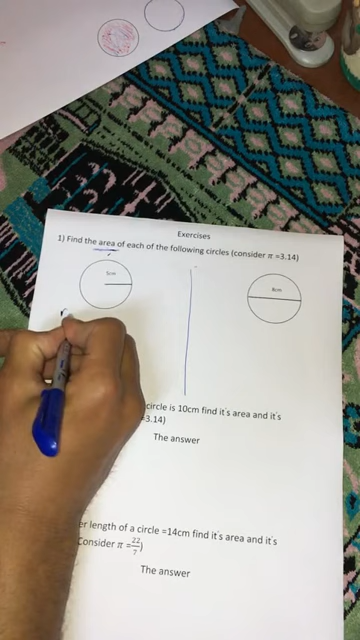 Exercises
1) Find the area of each of the following circles (consider π =3.14)
5cm
8cm
circle is 10cm find it's area and it's
=3.14)
The answer
er length of a circle =14cm find it's area and it's
Consider π =22/7)
The answer